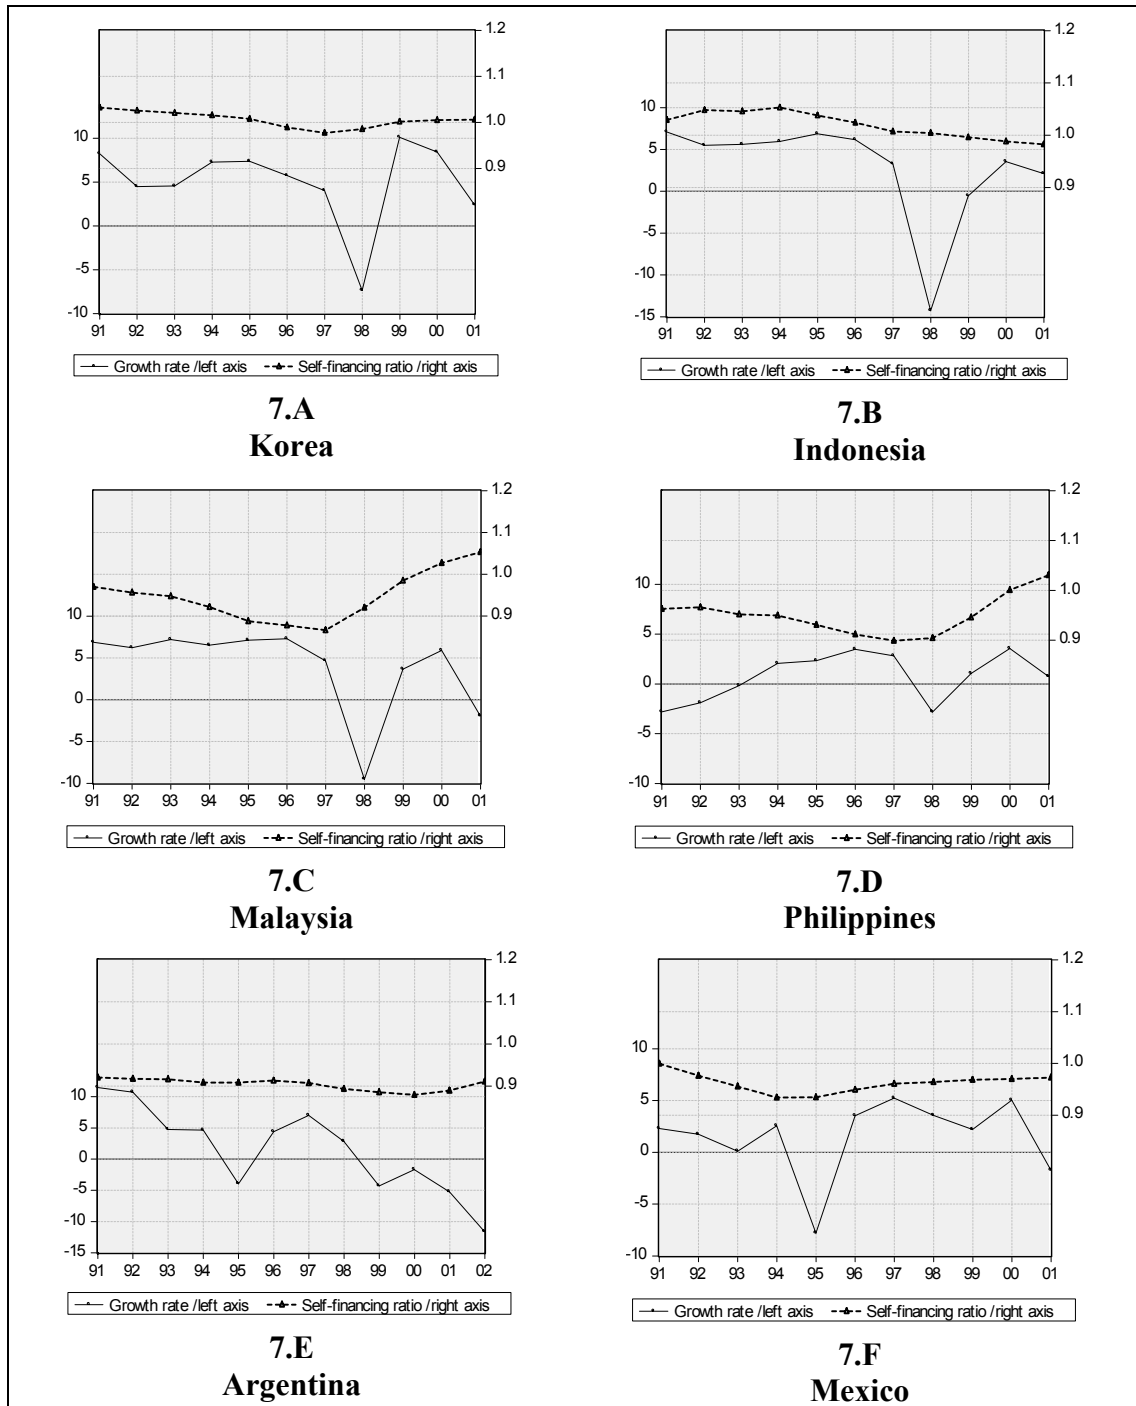 1.2
1.1
1.0
0.9
10
5
0
-5
-10
91 92 93 94 95 96 97 98 99 00 01
Growth rate /left axis Self-financing ratio /right axis
7.A
Korea
1.2
1.1
1.0
0.9
10
5
0
-5
-10
-15
91 92 93 94 95 96 97 98 99 00 01
Growth rate /left axis Self-financing ratio /right axis
7.B
Indonesia
1.2
1.1
1.0
0.9
10
5
0
-5
-10
91 92 93 94 95 96 97 98 99 00 01
Growth rate /left axis Self-financing ratio /right axis
7.C
Malaysia
1.2
1.1
1.0
0.9
10
5
0
-5
-10
91 92 93 94 95 96 97 98 99 00 01
Growth rate /left axis Self-financing ratio /right axis
7.D
Philippines
1.2
1.1
1.0
0.9
10
5
0
-5
-10
-15
91 92 93 94 95 96 97 98 99 00 01 02
Growth rate /left axis Self-financing ratio /right axis
7.E
Argentina
1.2
1.1
1.0
0.9
10
5
0
-5
-10
91 92 93 94 95 96 97 98 99 00 01
Growth rate /left axis Self-financing ratio /right axis
7.F
Mexico